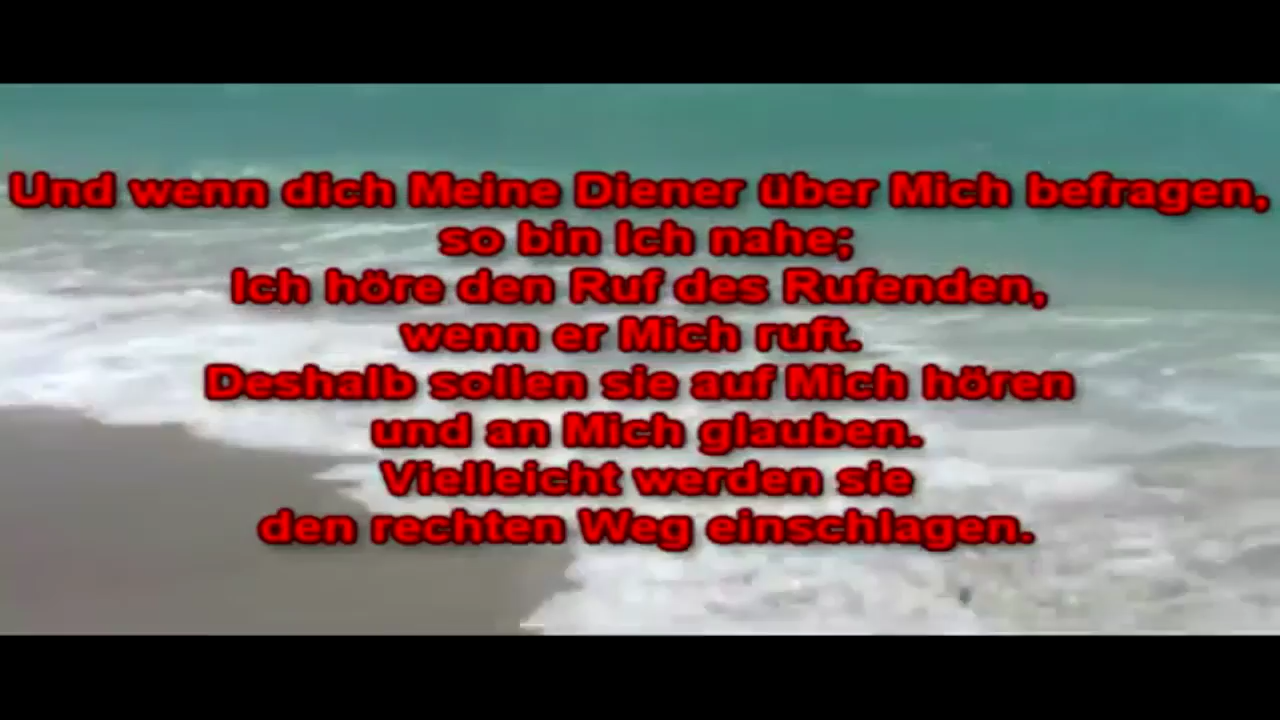 Und wenn dich Meine Diener über Mich befragen,
so bin Ich nahe;
Ich höre den Ruf des Rufenden,
wenn er Mich ruft.
Deshalb sollen sie auf Mich hören
und an Mich glauben.
Vielleicht werden sie
den rechten Weg einschlagen.